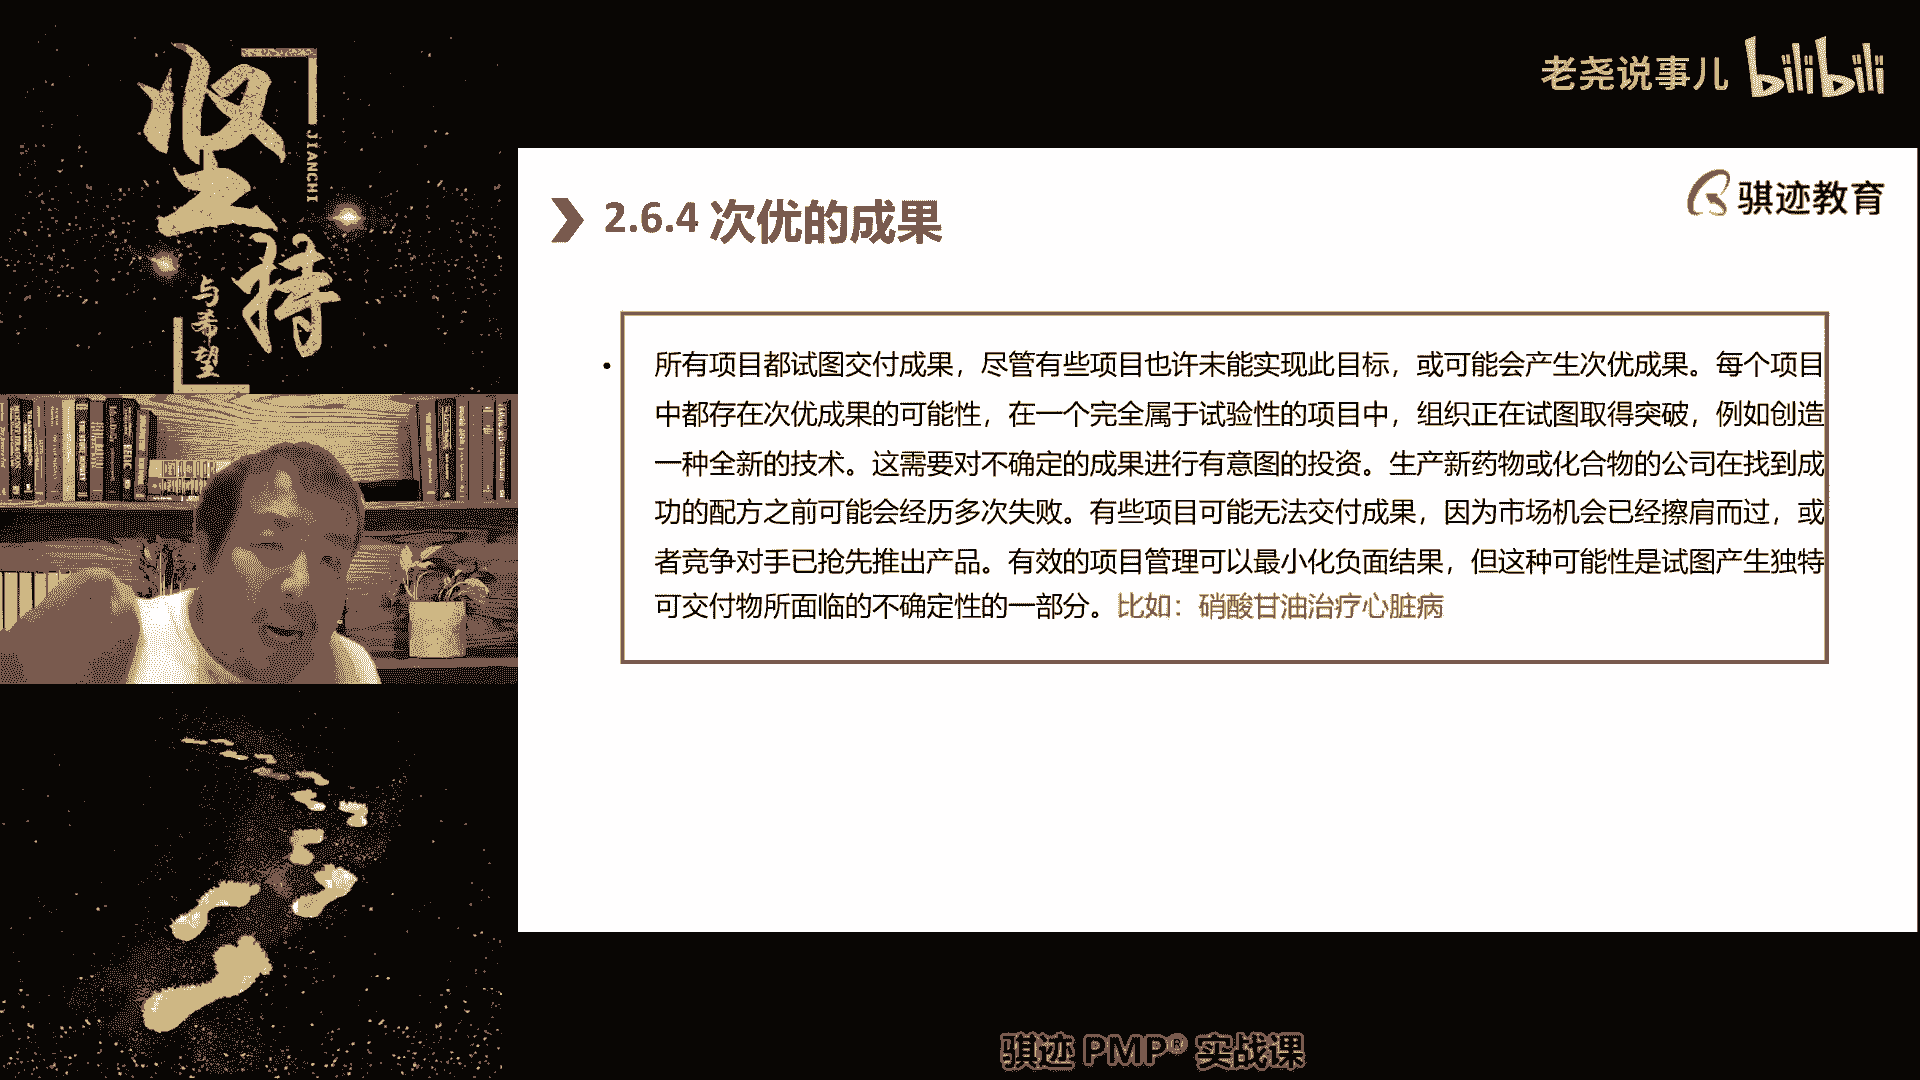 坚持
JIANCHI
与希望
老尧说事儿 bilibili
骐迹教育
2.6.4 次优的成果
• 所有项目都试图交付成果，尽管有些项目也许未能实现此目标，或可能会产生次优成果。每个项目
中都存在次优成果的可能性，在一个完全属于试验性的项目中，组织正在试图取得突破，例如创造
一种全新的技术。这需要对不确定的成果进行有意图的投资。生产新药物或化合物的公司在找到成
功的配方之前可能会经历多次失败。有些项目可能无法交付成果，因为市场机会已经擦肩而过，或
者竞争对手已抢先推出产品。有效的项目管理可以最小化负面结果，但这种可能性是试图产生独特
可交付物所面临的不确定性的一部分。比如：硝酸甘油治疗心脏病
骐迹 PMP® 实战课